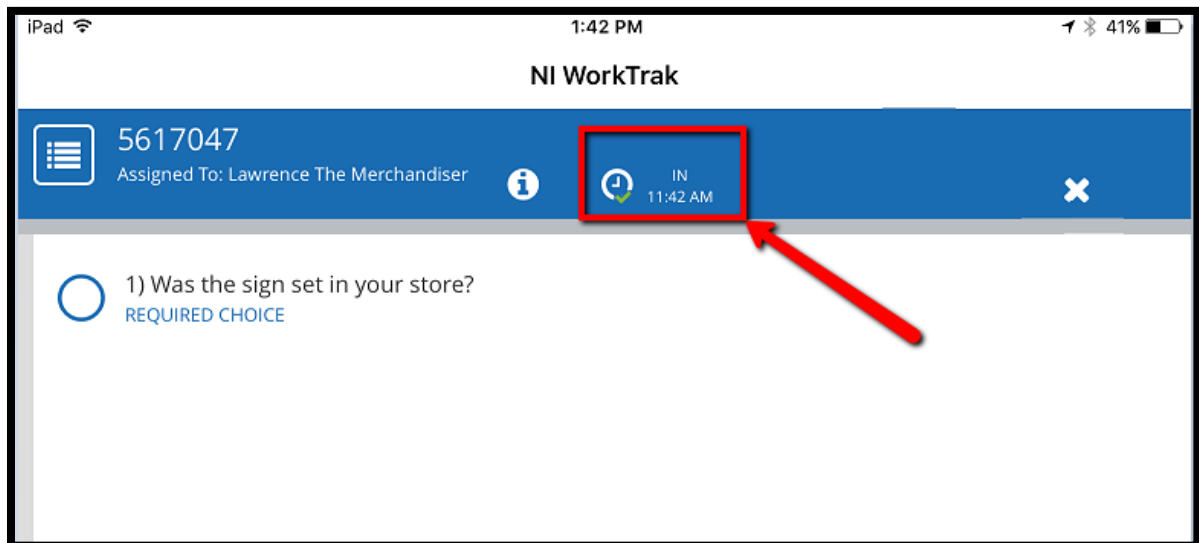 iPad 1:42 PM 41%
NI WorkTrak
5617047
Assigned To: Lawrence The Merchandiser
IN
11:42 AM
1) Was the sign set in your store?
REQUIRED CHOICE